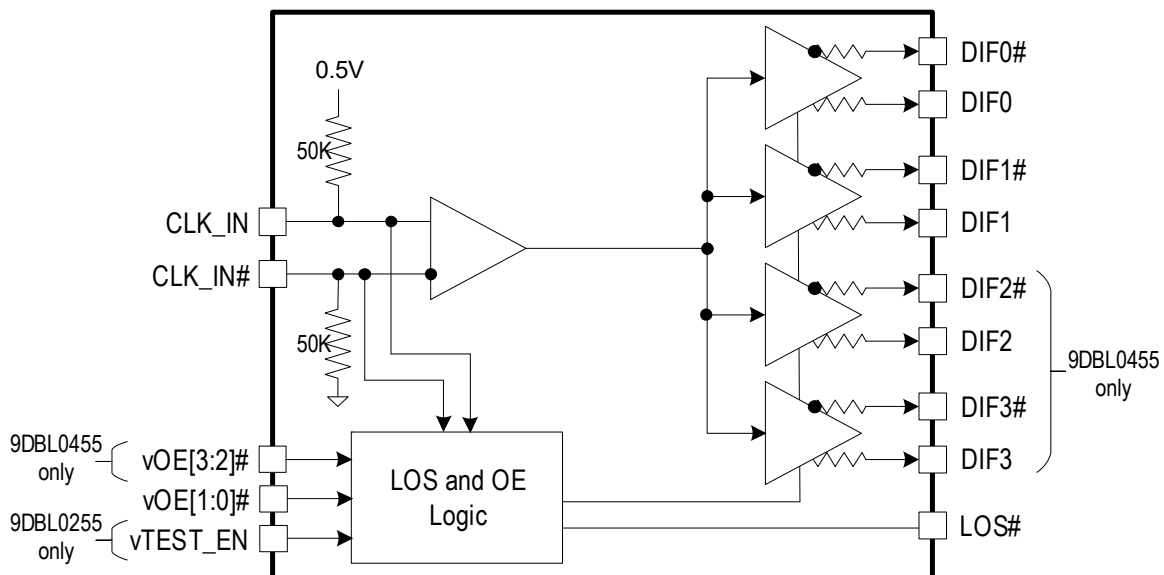 0.5V
50K
CLK_IN
CLK_IN#
50K
9DBL0455
only
vOE[3:2]#
vOE[1:0]#
9DBL0255
only
vTEST_EN
LOS and OE
Logic
DIF0#
DIF0
DIF1#
DIF1
DIF2#
DIF2
DIF3#
DIF3
9DBL0455
only
LOS#